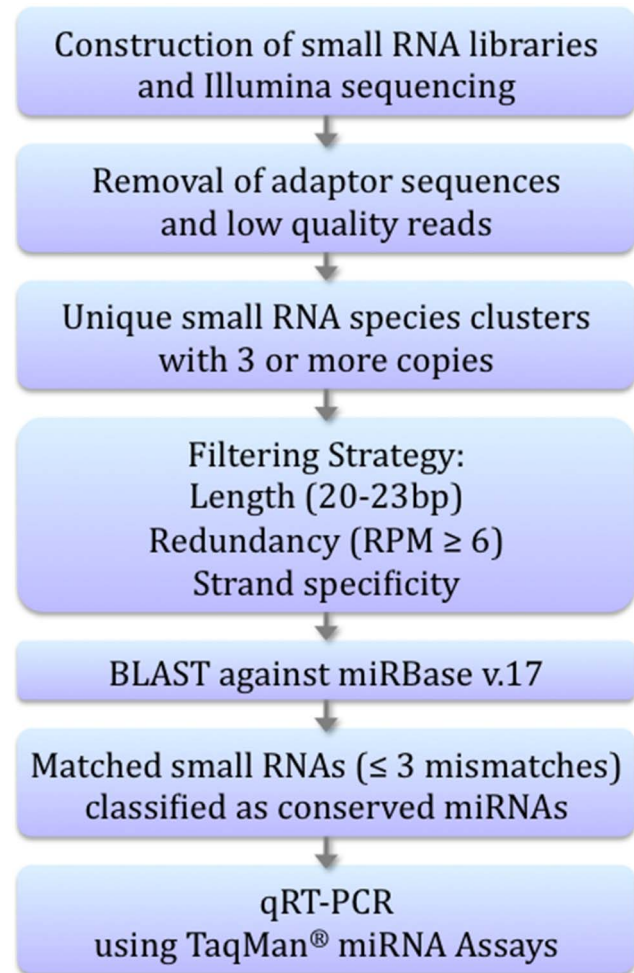 Construction of small RNA libraries
and Illumina sequencing
Removal of adaptor sequences
and low quality reads
Unique small RNA species clusters
with 3 or more copies
Filtering Strategy:
Length (20-23bp)
Redundancy (RPM ≥ 6)
Strand specificity
BLAST against miRBase v.17
Matched small RNAs (≤ 3 mismatches)
classified as conserved miRNAs
qRT-PCR
using TaqMan® miRNA Assays